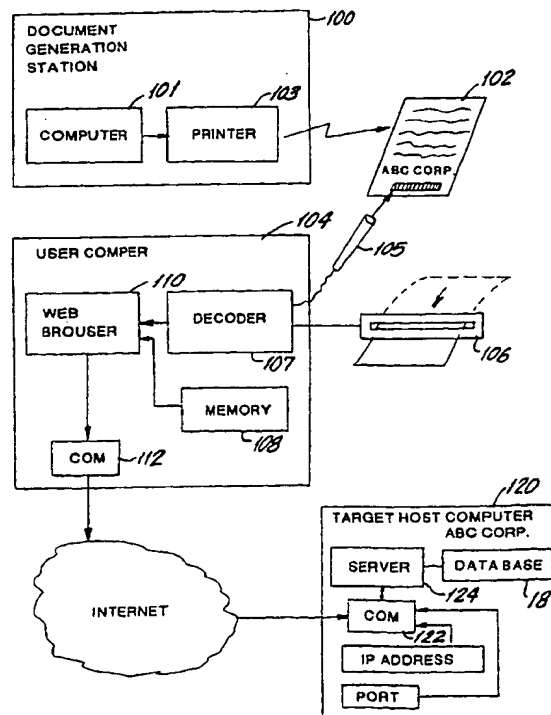 100
DOCUMENT
GENERATION
STATION
101
103
COMPUTER
PRINTER
102
ABC CORP.
105
104
USER COMPER
110
WEB
BROUSER
DECODER
107
106
MEMORY
108
COM
112
INTERNET
120
TARGET HOST COMPUTER
ABC CORP.
SERVER
DATA BASE
124
18
COM
122
IP ADDRESS
PORT